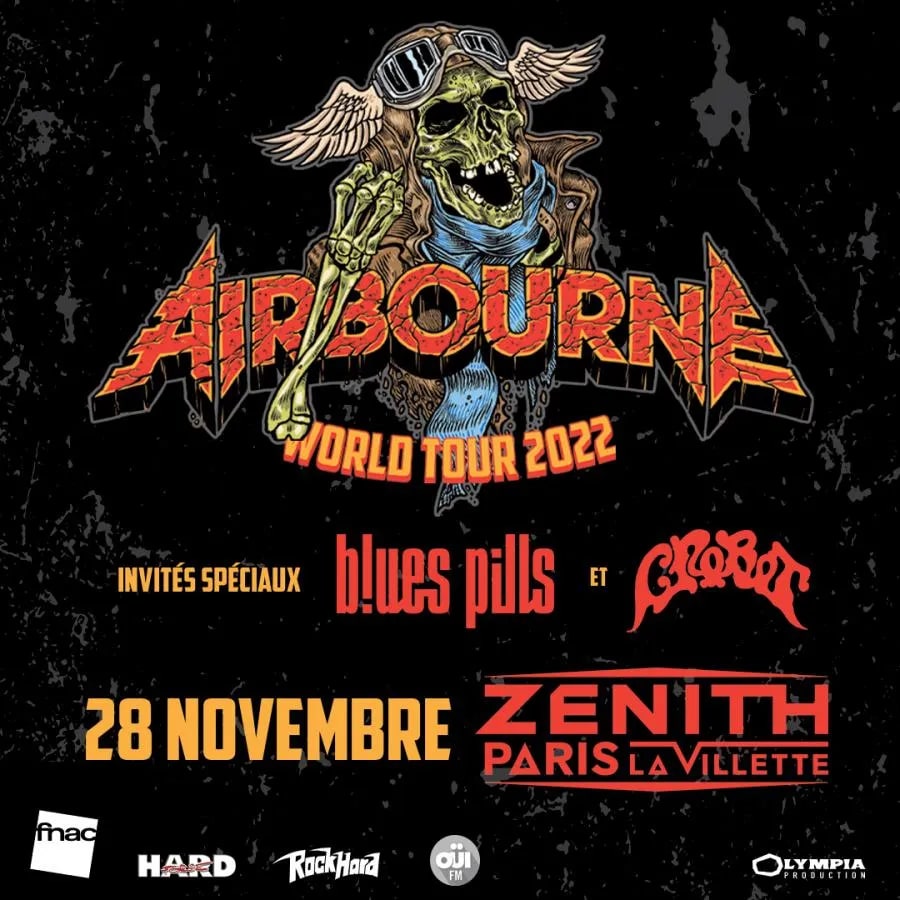 AIRBOURNE
WORLD TOUR 2022
INVITÉS SPÉCIAUX blues pills ET CROBOT
28 NOVEMBRE
ZENITH
PARIS LA VILLETTE
fnac
HARD
ROCKHARD
OÜI
FM
OLYMPIA
PRODUCTION